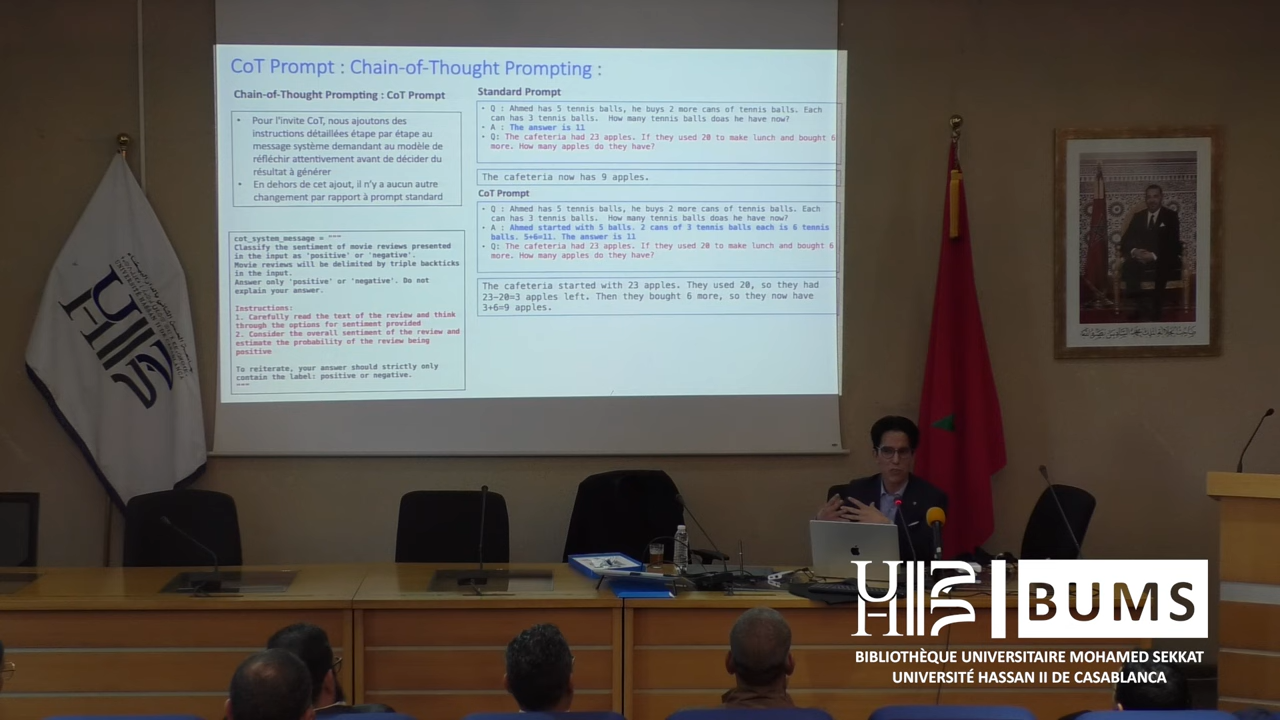 CoT Prompt : Chain-of-Thought Prompting :
Chain-of-Thought Prompting : CoT Prompt
• Pour l'invite CoT, nous ajoutons des
instructions détaillées étape par étape au
message système demandant au modèle de
réfléchir attentivement avant de décider du
résultat à générer
• En dehors de cet ajout, il n'y a aucun autre
changement par rapport à prompt standard
cot_system_message = """
Classify the sentiment of movie reviews presented
in the input as 'positive' or 'negative'.
Movie reviews will be delimited by triple backticks
in the input.
Answer only 'positive' or 'negative'. Do not
explain your answer.
Instructions:
1. Carefully read the text of the review and think
through the options for sentiment provided
2. Consider the overall sentiment of the review and
estimate the probability of the review being
positive
To reiterate, your answer should strictly only
contain the label: positive or negative.
"""
Standard Prompt
• Q : Ahmed has 5 tennis balls, he buys 2 more cans of tennis balls. Each
can has 3 tennis balls. How many tennis balls doas he have now?
• A : The answer is 11
• Q: The cafeteria had 23 apples. If they used 20 to make lunch and bought 6
more. How many apples do they have?
The cafeteria now has 9 apples.
CoT Prompt
• Q : Ahmed has 5 tennis balls, he buys 2 more cans of tennis balls. Each
can has 3 tennis balls. How many tennis balls doas he have now?
• A : Ahmed started with 5 balls. 2 cans of 3 tennis balls each is 6 tennis
balls. 5+6=11. The answer is 11
• Q: The cafeteria had 23 apples. If they used 20 to make lunch and bought 6
more. How many apples do they have?
The cafeteria started with 23 apples. They used 20, so they had
23–20=3 apples left. Then they bought 6 more, so they now have
3+6=9 apples.
BUMS
BIBLIOTHÈQUE UNIVERSITAIRE MOHAMED SEKKAT
UNIVERSITÉ HASSAN II DE CASABLANCA